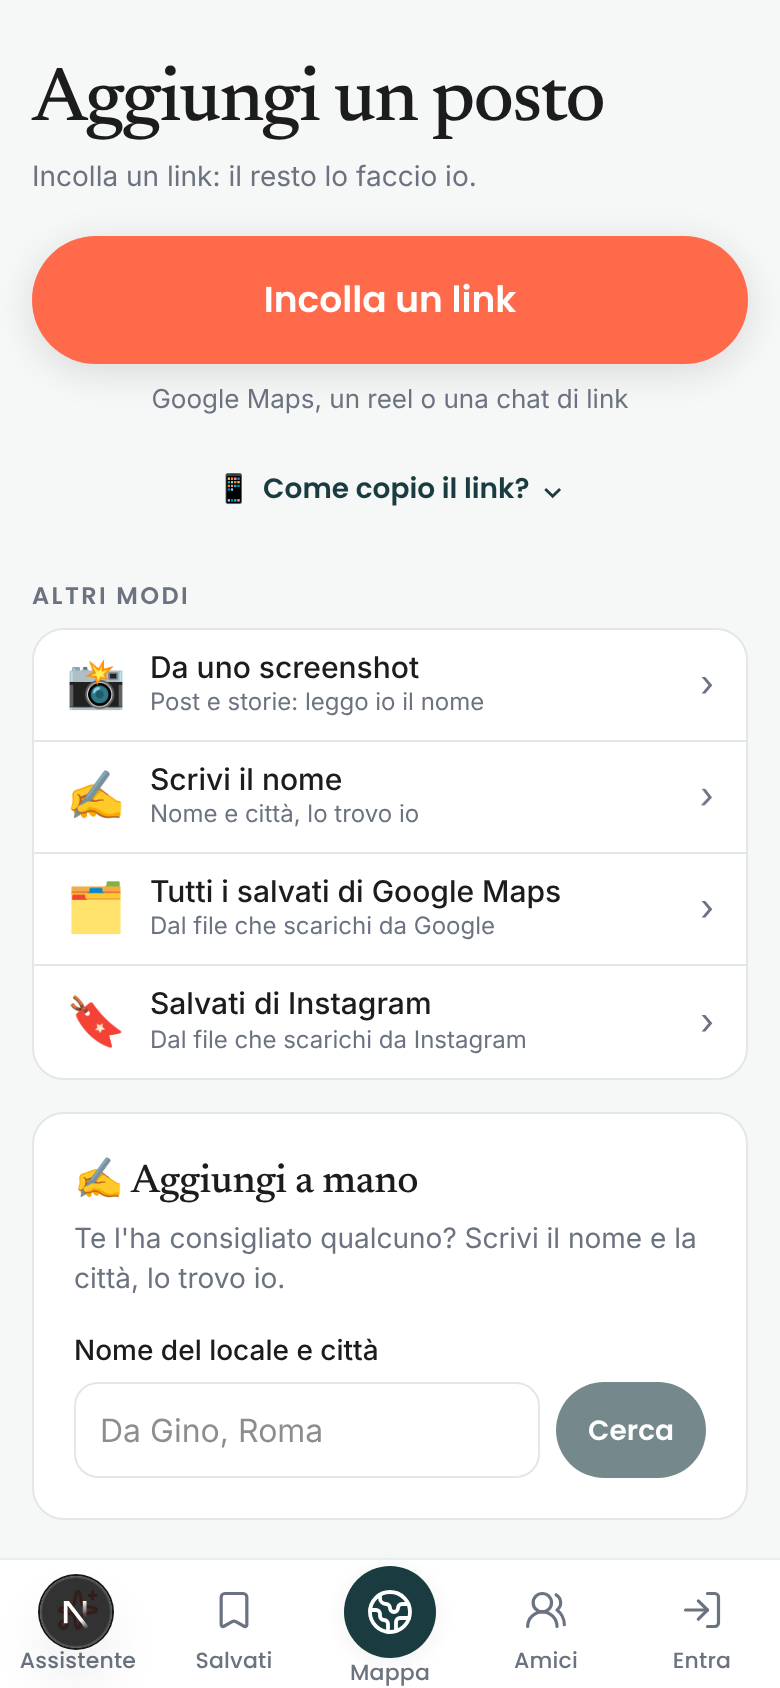 Aggiungi un posto
Incolla un link: il resto lo faccio io.
Incolla un link
Google Maps, un reel o una chat di link
Come copio il link?
ALTRI MODI
Da uno screenshot
Post e storie: leggo io il nome
Scrivi il nome
Nome e città, lo trovo io
Tutti i salvati di Google Maps
Dal file che scarichi da Google
Salvati di Instagram
Dal file che scarichi da Instagram
Aggiungi a mano
Te l'ha consigliato qualcuno? Scrivi il nome e la
città, lo trovo io.
Nome del locale e città
Da Gino, Roma
Cerca
N
Assistente
Salvati
Mappa
Amici
Entra